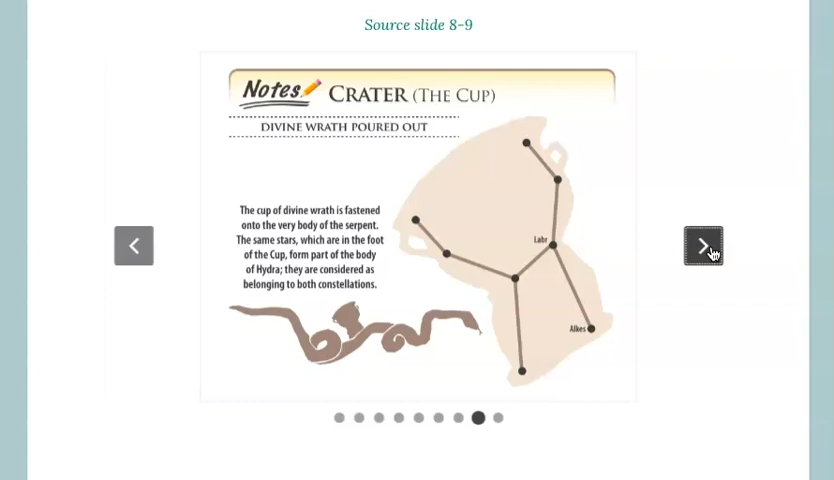 Source slide 8-9
Notes CRATER (THE CUP)
DIVINE WRATH POURED OUT
The cup of divine wrath is fastened
onto the very body of the serpent.
The same stars, which are in the foot
of the Cup, form part of the body
of Hydra; they are considered as
belonging to both constellations.
Labr
Alkes